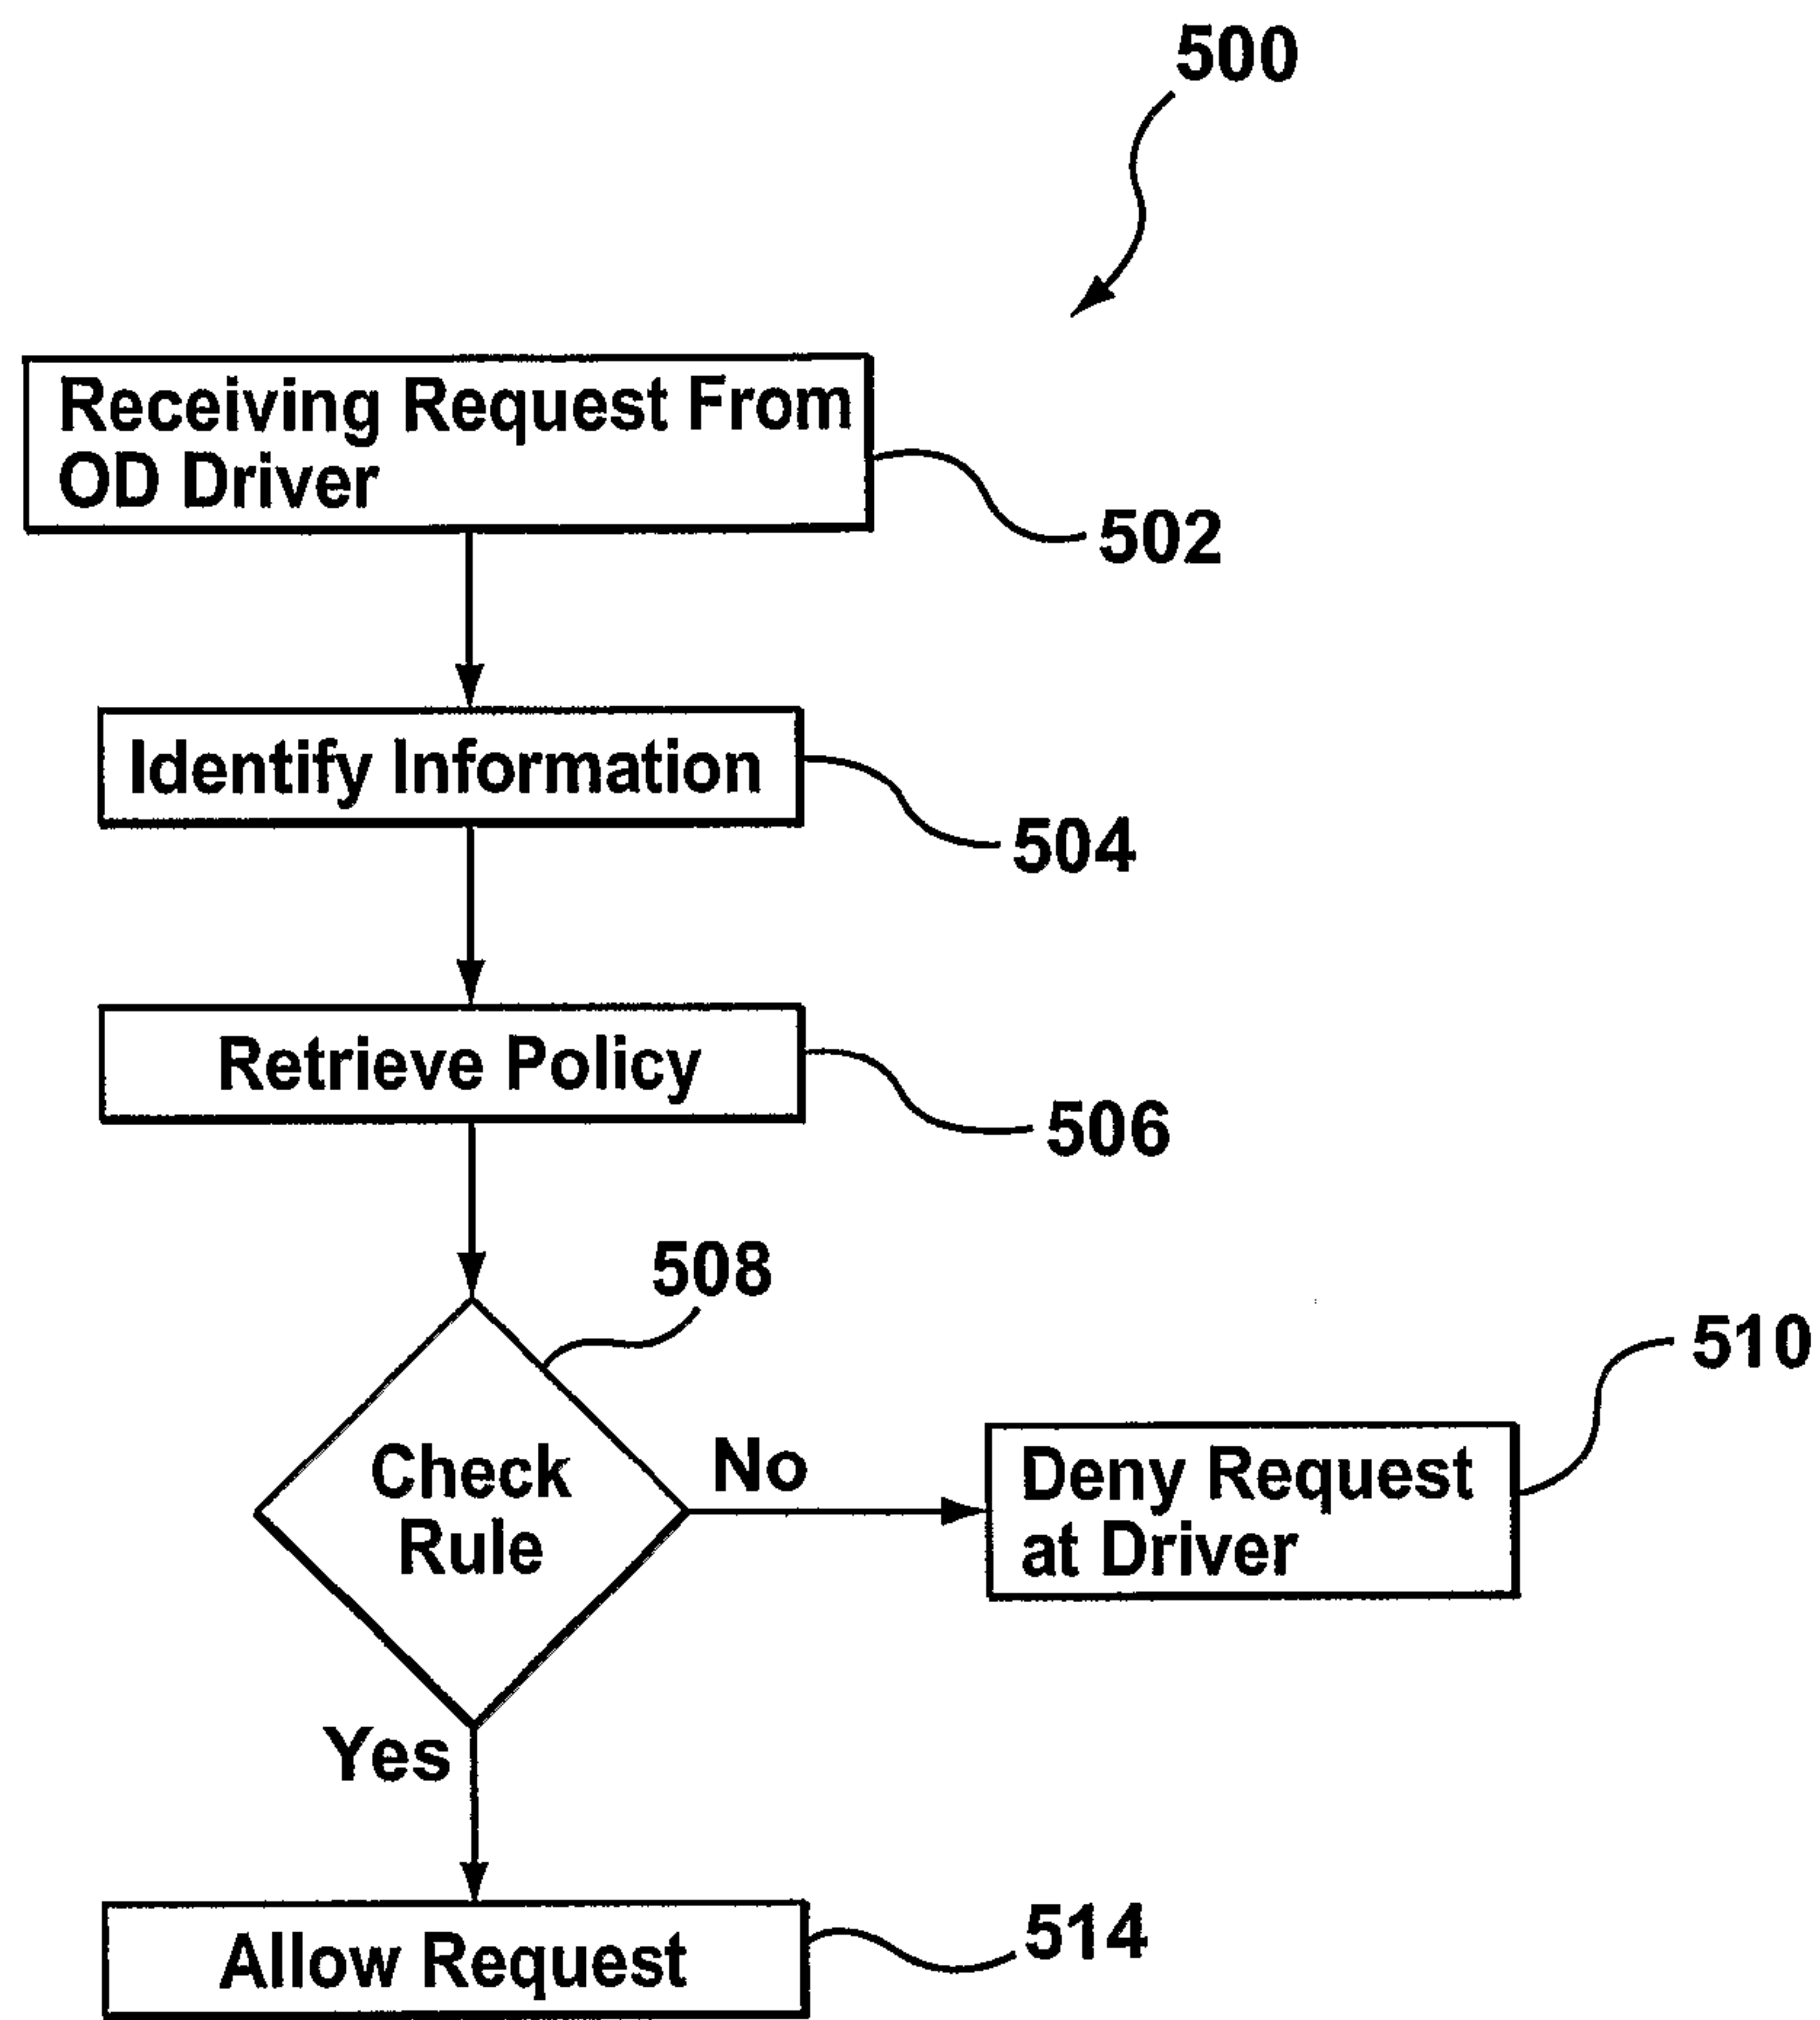 500
Receiving Request From
OD Driver
502
Identify Information
504
Retrieve Policy
506
508
Check
Rule
No
Deny Request
at Driver
510
Yes
Allow Request
514